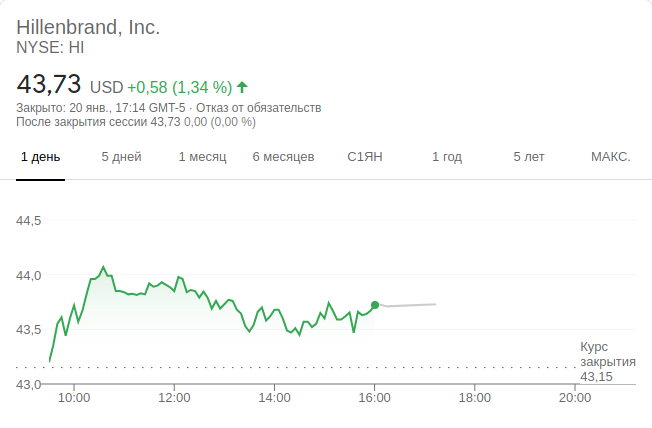 Hillenbrand, Inc.
NYSE: HI
43,73 USD +0,58 (1,34 %)
Закрыто: 20 янв., 17:14 GMT-5 · Отказ от обязательств
После закрытия сессии 43,73 0,00 (0,00 %)
1 день 5 дней 1 месяц 6 месяцев С1ЯН 1 год 5 лет МАКС.
44,5
44,0
43,5
Курс
закрытия
43,15
43,0
10:00 12:00 14:00 16:00 18:00 20:00